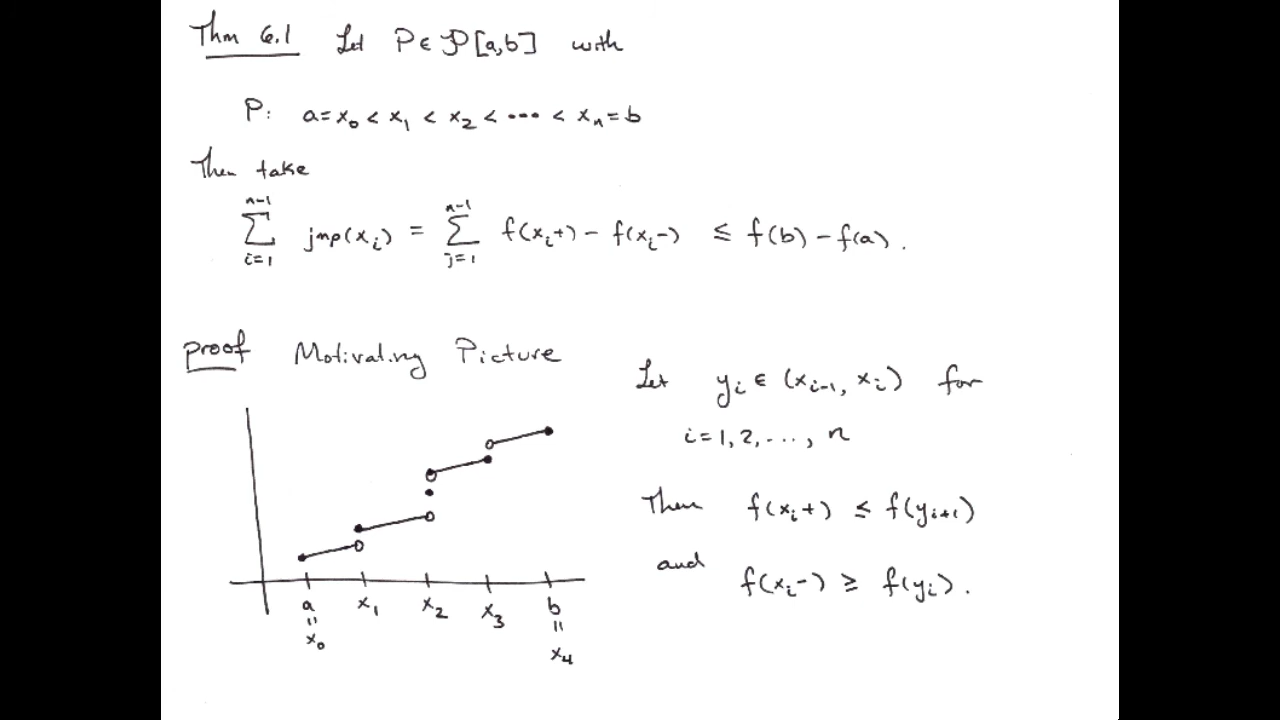 Thm 6.1 Let P ∈ 𝒫[a,b] with
P: a = x₀ < x₁ < x₂ < ••• < xₙ = b
Then take
n-1 n-1
∑ jmp(xᵢ) = ∑ f(xᵢ+) - f(xᵢ-) ≤ f(b) - f(a).
i=1 j=1
proof Motivating Picture
Let yᵢ ∈ (xᵢ₋₁, xᵢ) for
i = 1, 2, ..., n
Then f(xᵢ+) ≤ f(yᵢ₊₁)
and
f(xᵢ-) ≥ f(yᵢ).
a x₁ x₂ x₃ b
= =
x₀ x₄